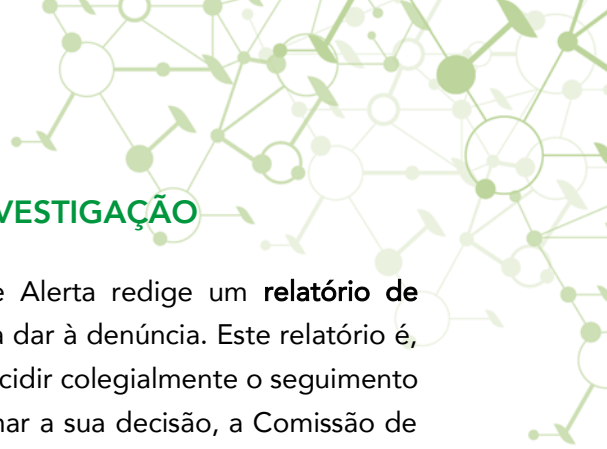 VESTIGAÇÃO
e Alerta redige um relatório de
a dar à denúncia. Este relatório é,
cidir colegialmente o seguimento
nar a sua decisão, a Comissão de